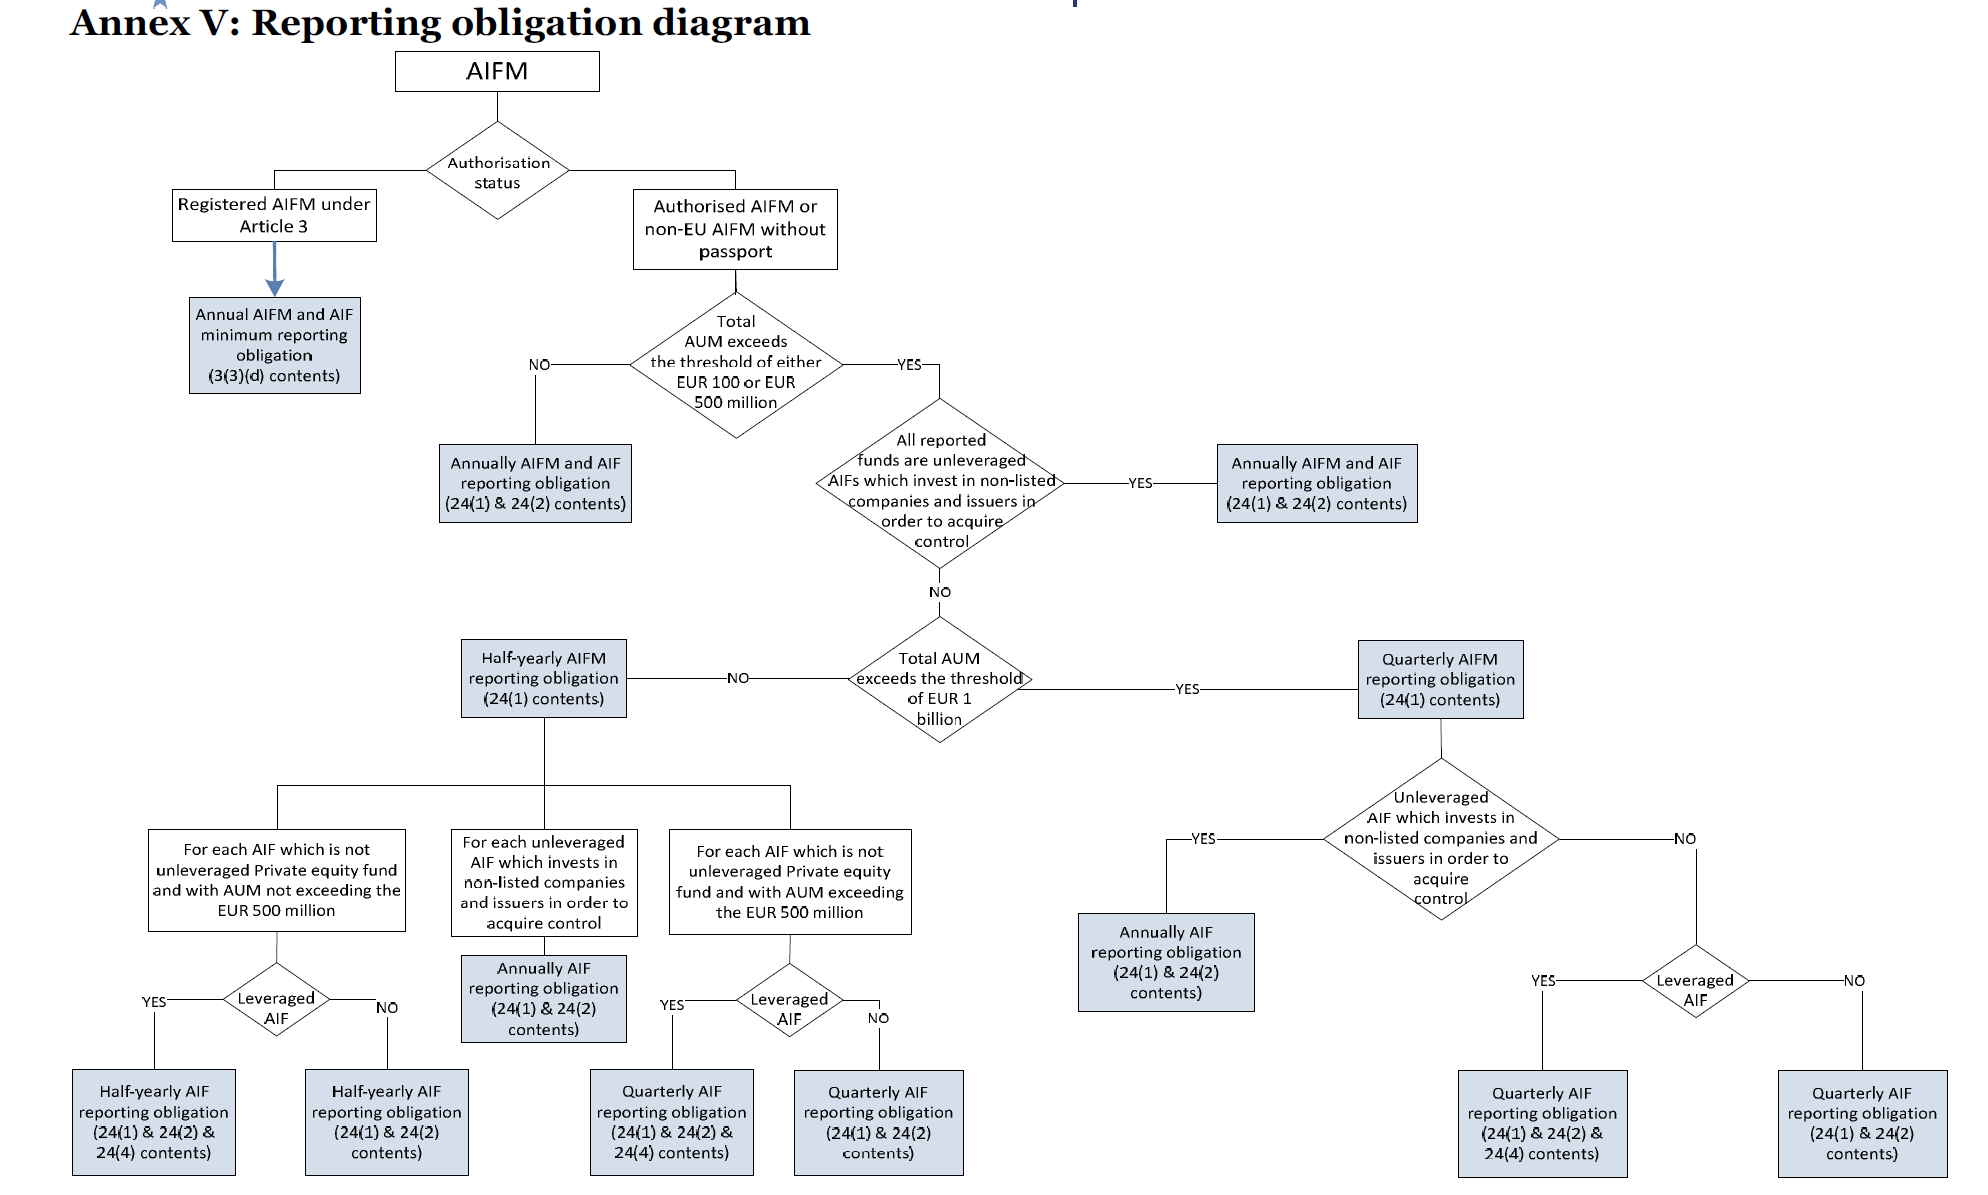 Annex V: Reporting obligation diagram
AIFM
Authorisation
status
Registered AIFM under
Article 3
Authorised AIFM or
non-EU AIFM without
passport
Annual AIFM and AIF
minimum reporting
obligation
(3(3)(d) contents)
Total
AUM exceeds
the threshold of either
EUR 100 or EUR
500 million
NO
YES
Annually AIFM and AIF
reporting obligation
(24(1) & 24(2) contents)
All reported
funds are unleveraged
AIFs which invest in non-listed
companies and issuers in
order to acquire
control
YES
Annually AIFM and AIF
reporting obligation
(24(1) & 24(2) contents)
NO
Half-yearly AIFM
reporting obligation
(24(1) contents)
NO
Total AUM
exceeds the threshold
of EUR 1
billion
YES
Quarterly AIFM
reporting obligation
(24(1) contents)
For each AIF which is not
unleveraged Private equity fund
and with AUM not exceeding the
EUR 500 million
For each unleveraged
AIF which invests in
non-listed companies
and issuers in order to
acquire control
For each AIF which is not
unleveraged Private equity
fund and with AUM exceeding
the EUR 500 million
Unleveraged
AIF which invests in
non-listed companies and
issuers in order to
acquire
control
YES
NO
Annually AIF
reporting obligation
(24(1) & 24(2)
contents)
Annually AIF
reporting obligation
(24(1) & 24(2)
contents)
YES
Leveraged
AIF
NO
YES
Leveraged
AIF
NO
YES
Leveraged
AIF
NO
Half-yearly AIF
reporting obligation
(24(1) & 24(2) &
24(4) contents)
Half-yearly AIF
reporting obligation
(24(1) & 24(2)
contents)
Quarterly AIF
reporting obligation
(24(1) & 24(2) &
24(4) contents)
Quarterly AIF
reporting obligation
(24(1) & 24(2)
contents)
Quarterly AIF
reporting obligation
(24(1) & 24(2) &
24(4) contents)
Quarterly AIF
reporting obligation
(24(1) & 24(2)
contents)